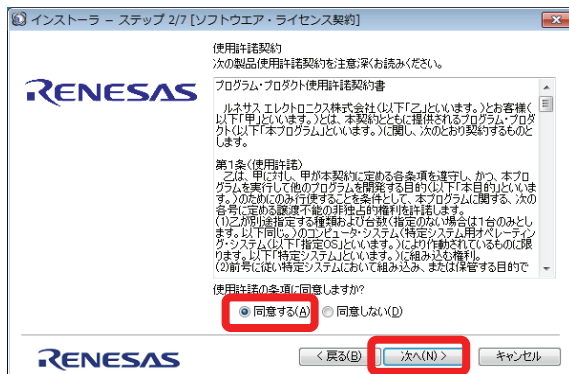 インストーラ - ステップ 2/7 [ソフトウエア・ライセンス契約]
使用許諾契約
次の製品使用許諾契約を注意深くお読みください。
RENESAS
プログラム・プロダクト使用許諾契約書
ルネサス エレクトロニクス株式会社(以下「乙」といいます。)とお客様(
以下「甲」といいます。)とは、本契約とともに提供されるプログラム・プロダ
クト(以下「本プログラム」といいます。)に関し、次のとおり契約するものと
します。
第1条(使用許諾)
乙は、甲に対し、甲が本契約に定める各条項を遵守し、かつ、本プロ
グラムを実行して他のプログラムを開発する目的(以下「本目的」といいま
す。)のためにのみ行使することを条件として、本プログラムに関する、次の
各号に定める譲渡不能の非独占的権利を許諾します。
(1)乙が別途指定する種類および台数(指定のない場合は1台のみとし
ます。以下同じ。)のコンピュータ・システム(特定システム用オペレーティン
グ・システム(以下「指定OS」といいます。)により作動されているものに限
ります。以下「特定システム」といいます。)に組み込む権利。
(2)前号に従い特定システムにおいて組み込み、または保管する目的で
使用許諾の条項に同意しますか?
同意する(A) 同意しない(D)
RENESAS
< 戻る(B) 次へ(N) > キャンセル